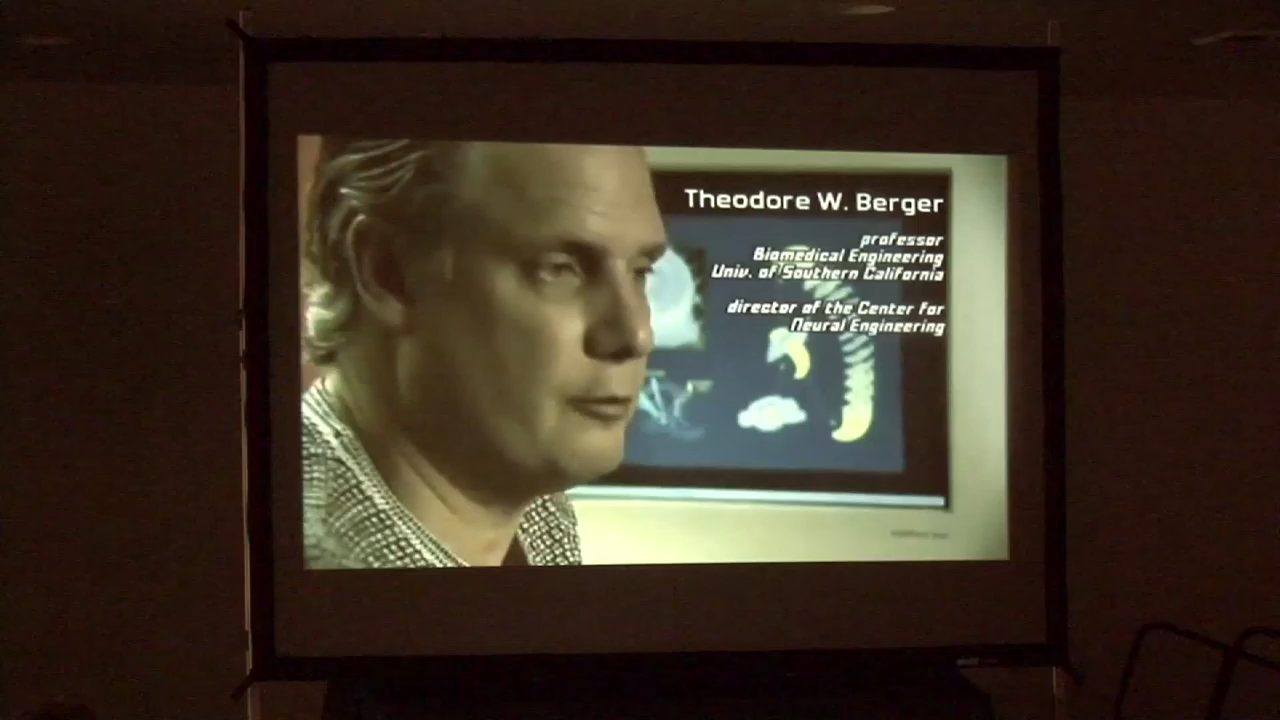 Theodore W. Berger
professor
Biomedical Engineering
Univ. of Southern California
director of the Center for
Neural Engineering